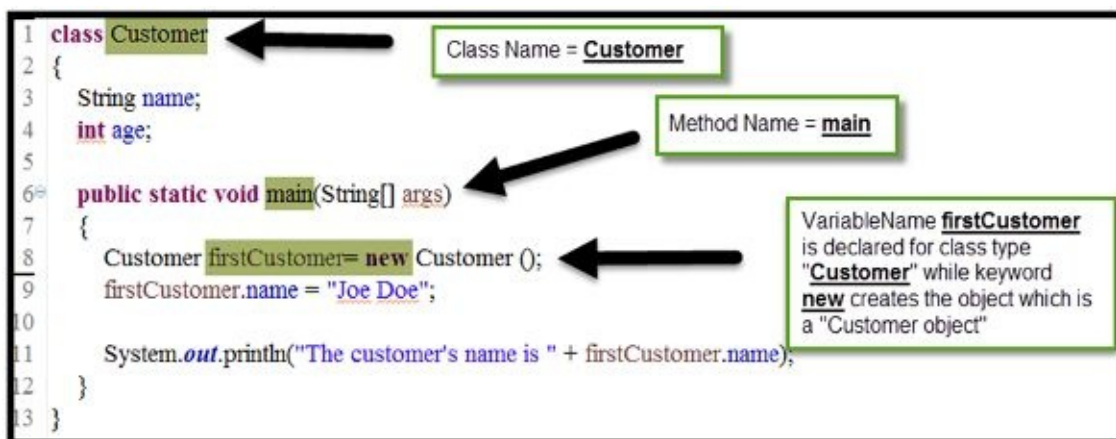 1 class Customer
2 {
3 String name;
4 int age;
5
6 public static void main(String[] args)
7 {
8 Customer firstCustomer= new Customer ();
9 firstCustomer.name = "Joe Doe";
10
11 System.out.println("The customer's name is " + firstCustomer.name);
12 }
13 }
Class Name = Customer
Method Name = main
VariableName firstCustomer
is declared for class type
"Customer" while keyword
new creates the object which is
a "Customer object"